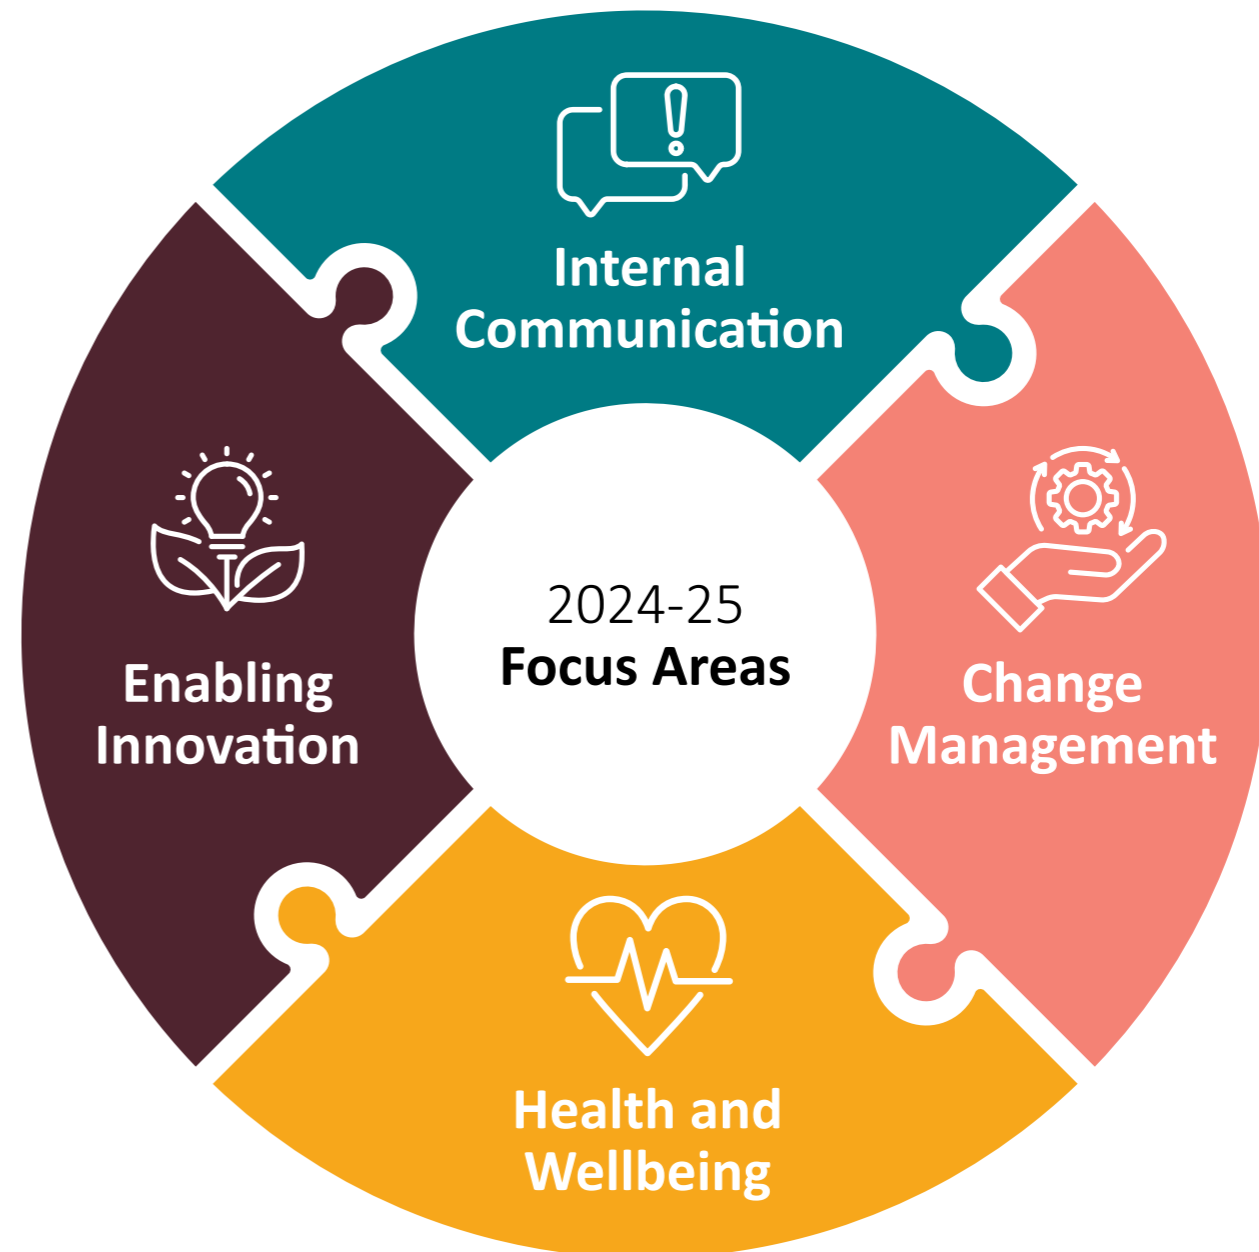 Internal
Communication
Enabling
Innovation
2024-25
Focus Areas
Change
Management
Health and
Wellbeing